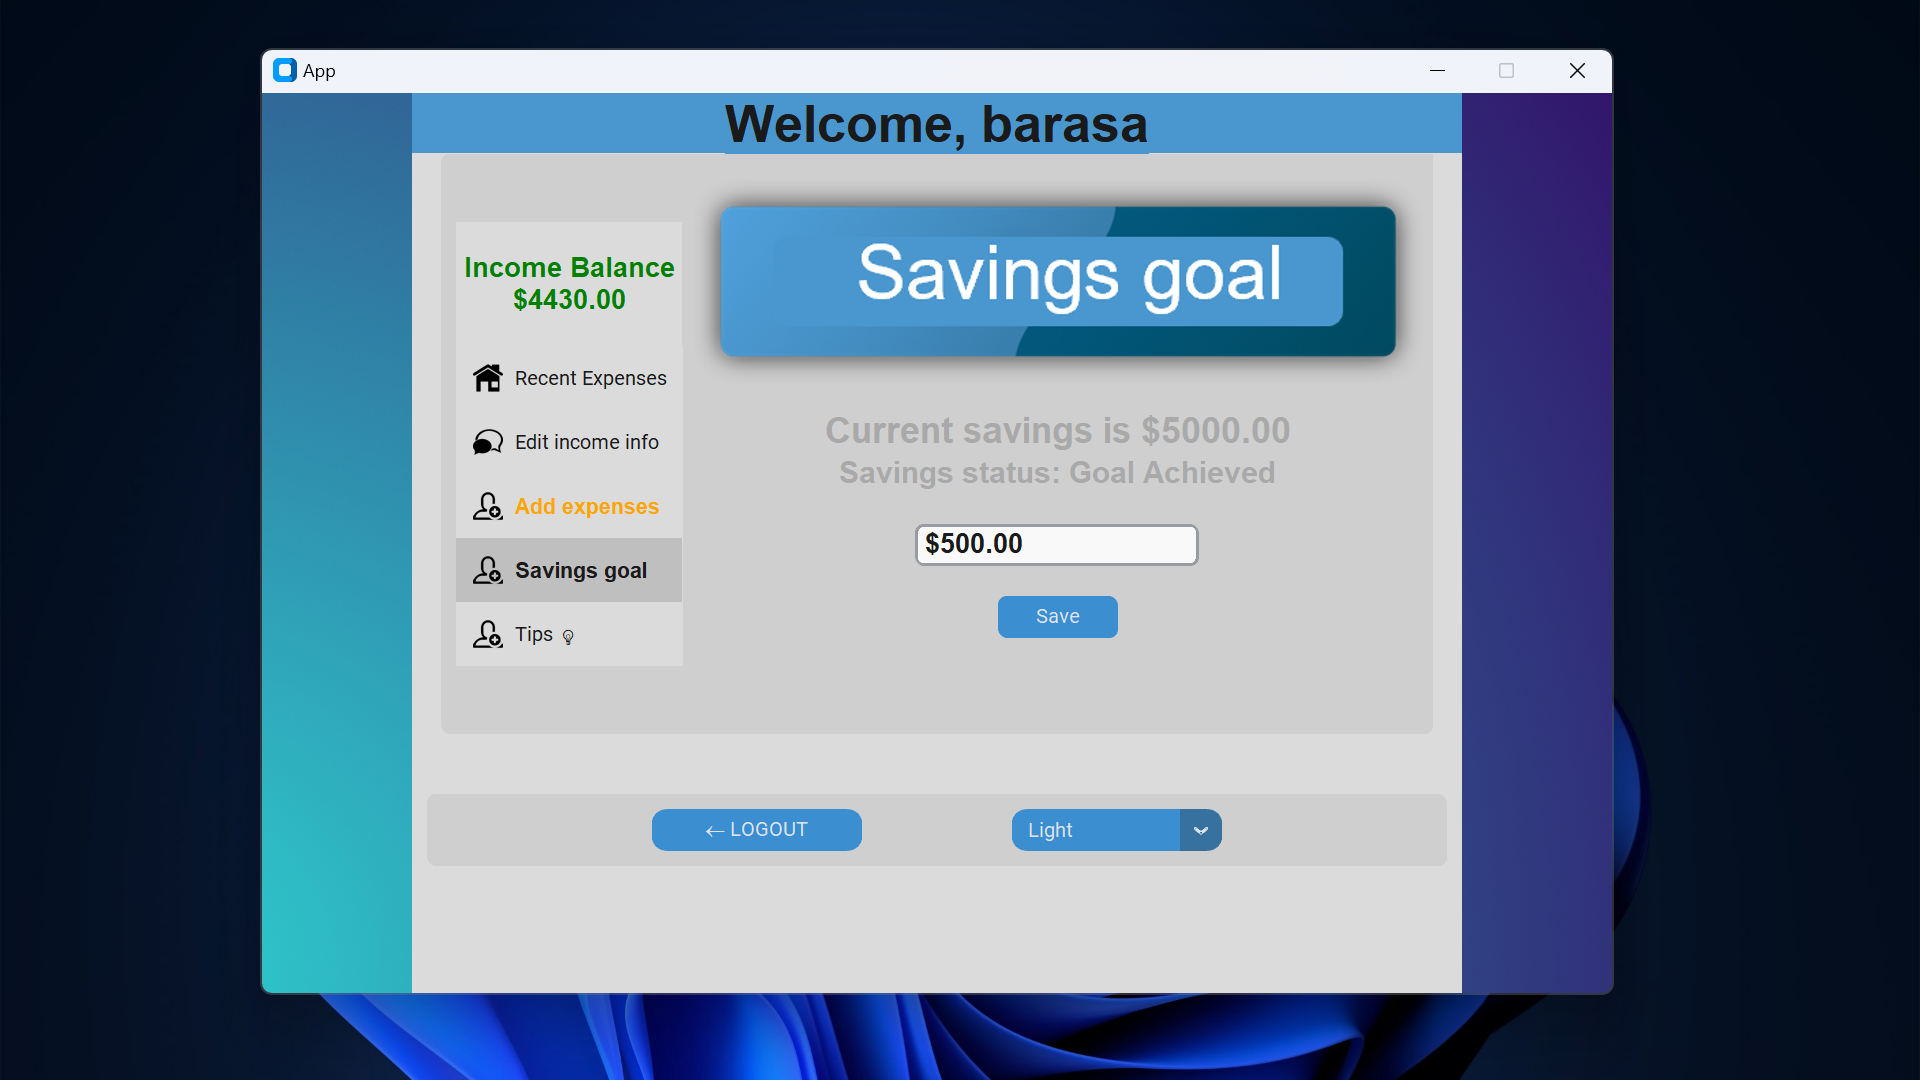 App
Welcome, barasa
Income Balance
$4430.00
Recent Expenses
Edit income info
Add expenses
Savings goal
Tips
Savings goal
Current savings is $5000.00
Savings status: Goal Achieved
$500.00
Save
← LOGOUT
Light